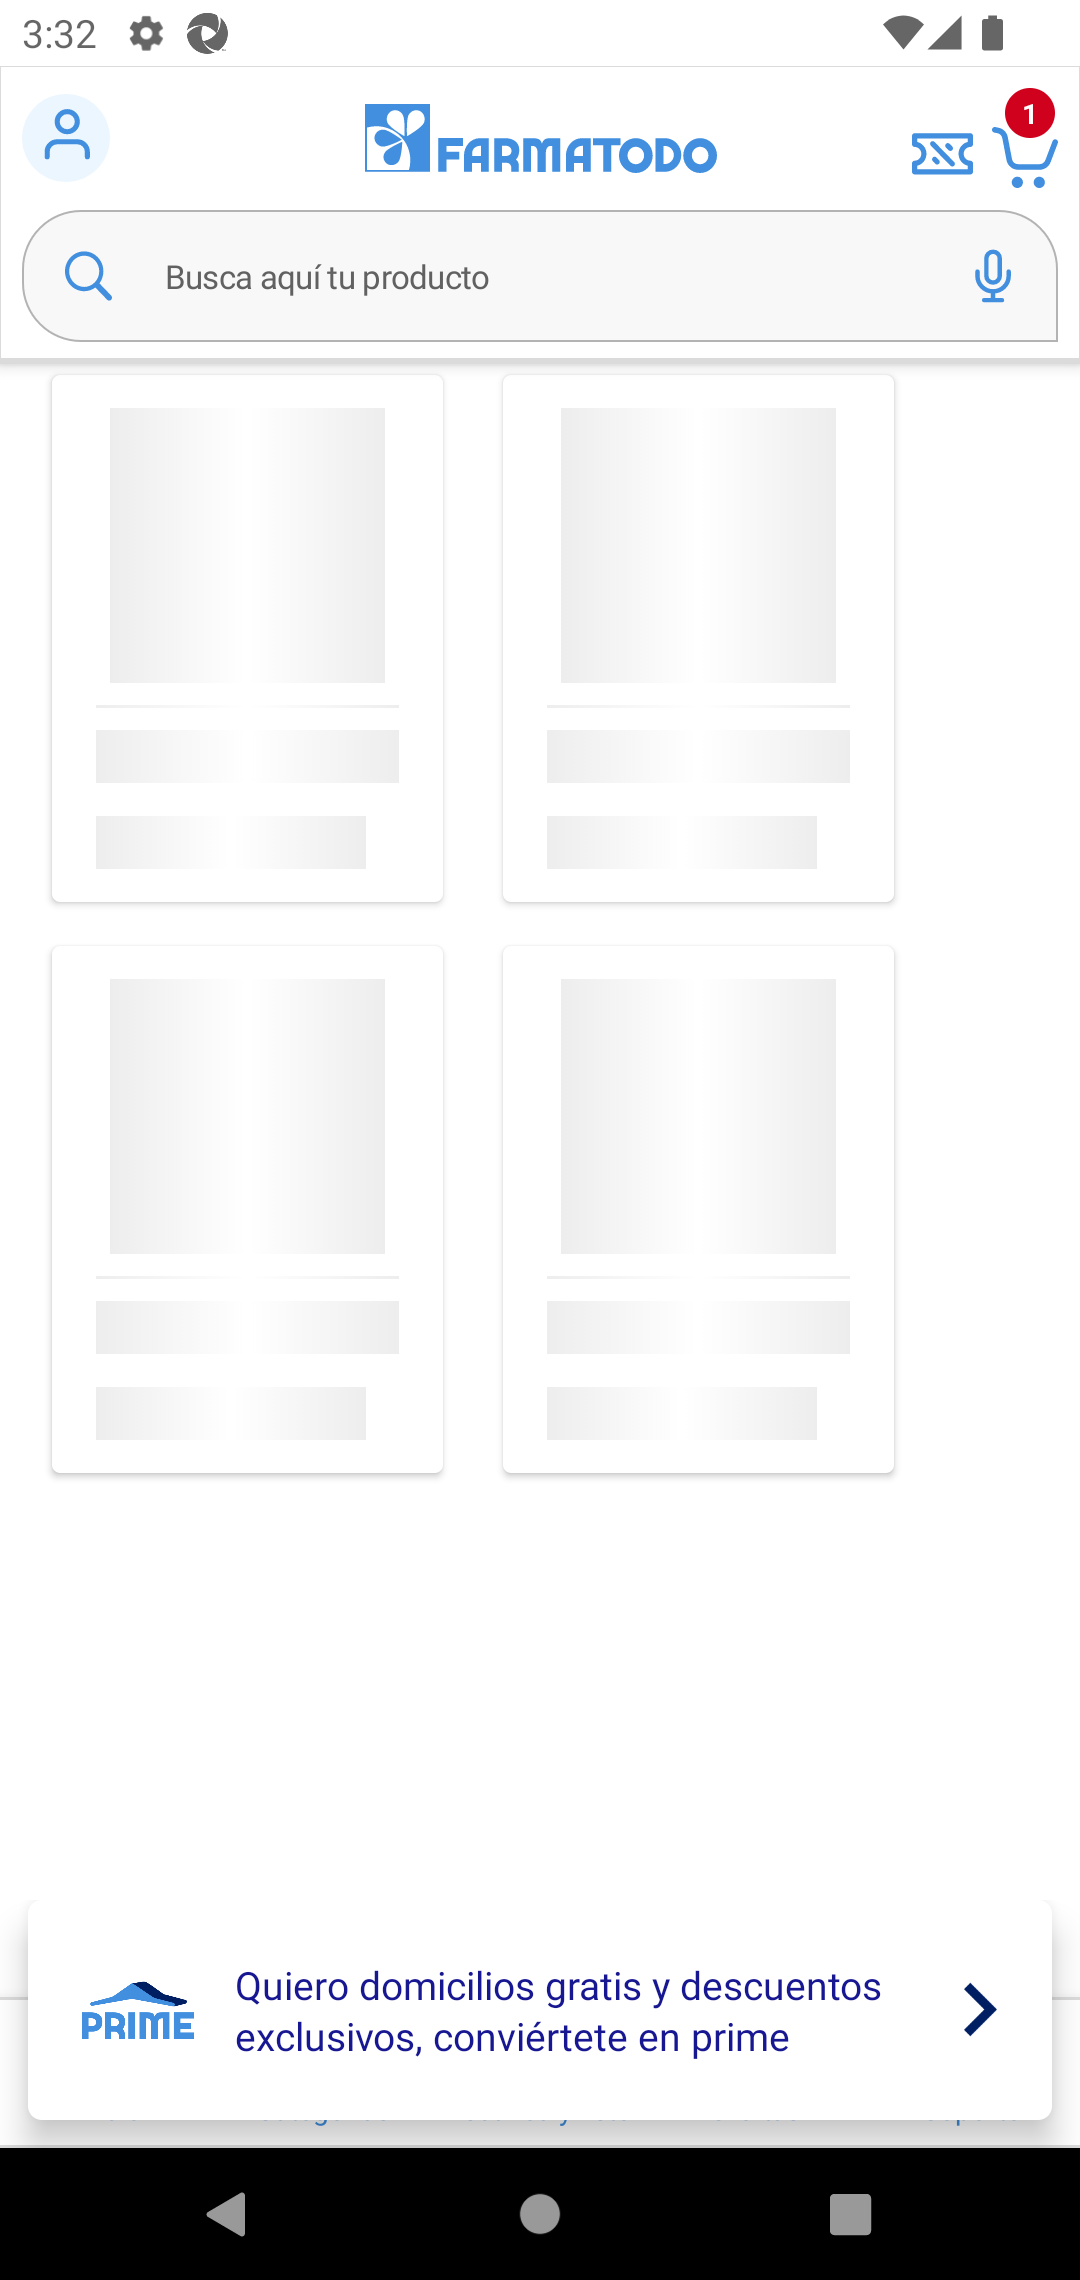 3:32
FARMATODO
1
Busca aquí tu producto
PRIME
Quiero domicilios gratis y descuentos
exclusivos, conviértete en prime